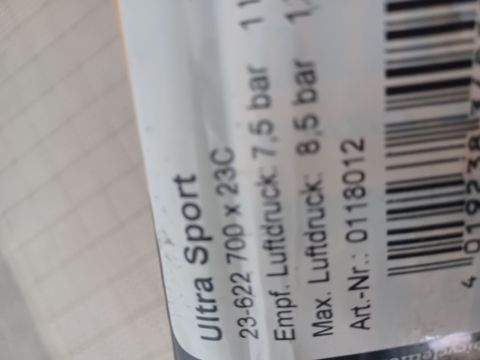 Ultra Sport
23-622 700 x 23C
Empf. Luftdruck: 7,5 bar
Max. Luftdruck: 8,5 bar
Art.-Nr.: 0118012